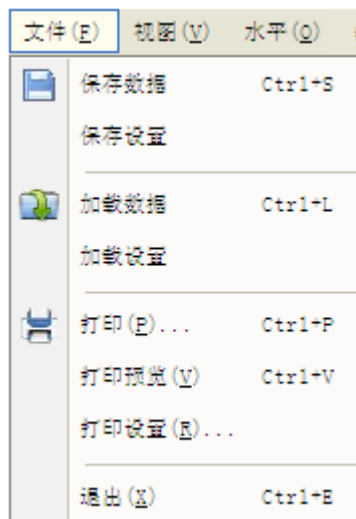 文件(F) 视图(V) 水平(O)
保存数据 Ctrl+S
保存设置
加载数据 Ctrl+L
加载设置
打印(P)... Ctrl+P
打印预览(V) Ctrl+V
打印设置(R)...
退出(X) Ctrl+E